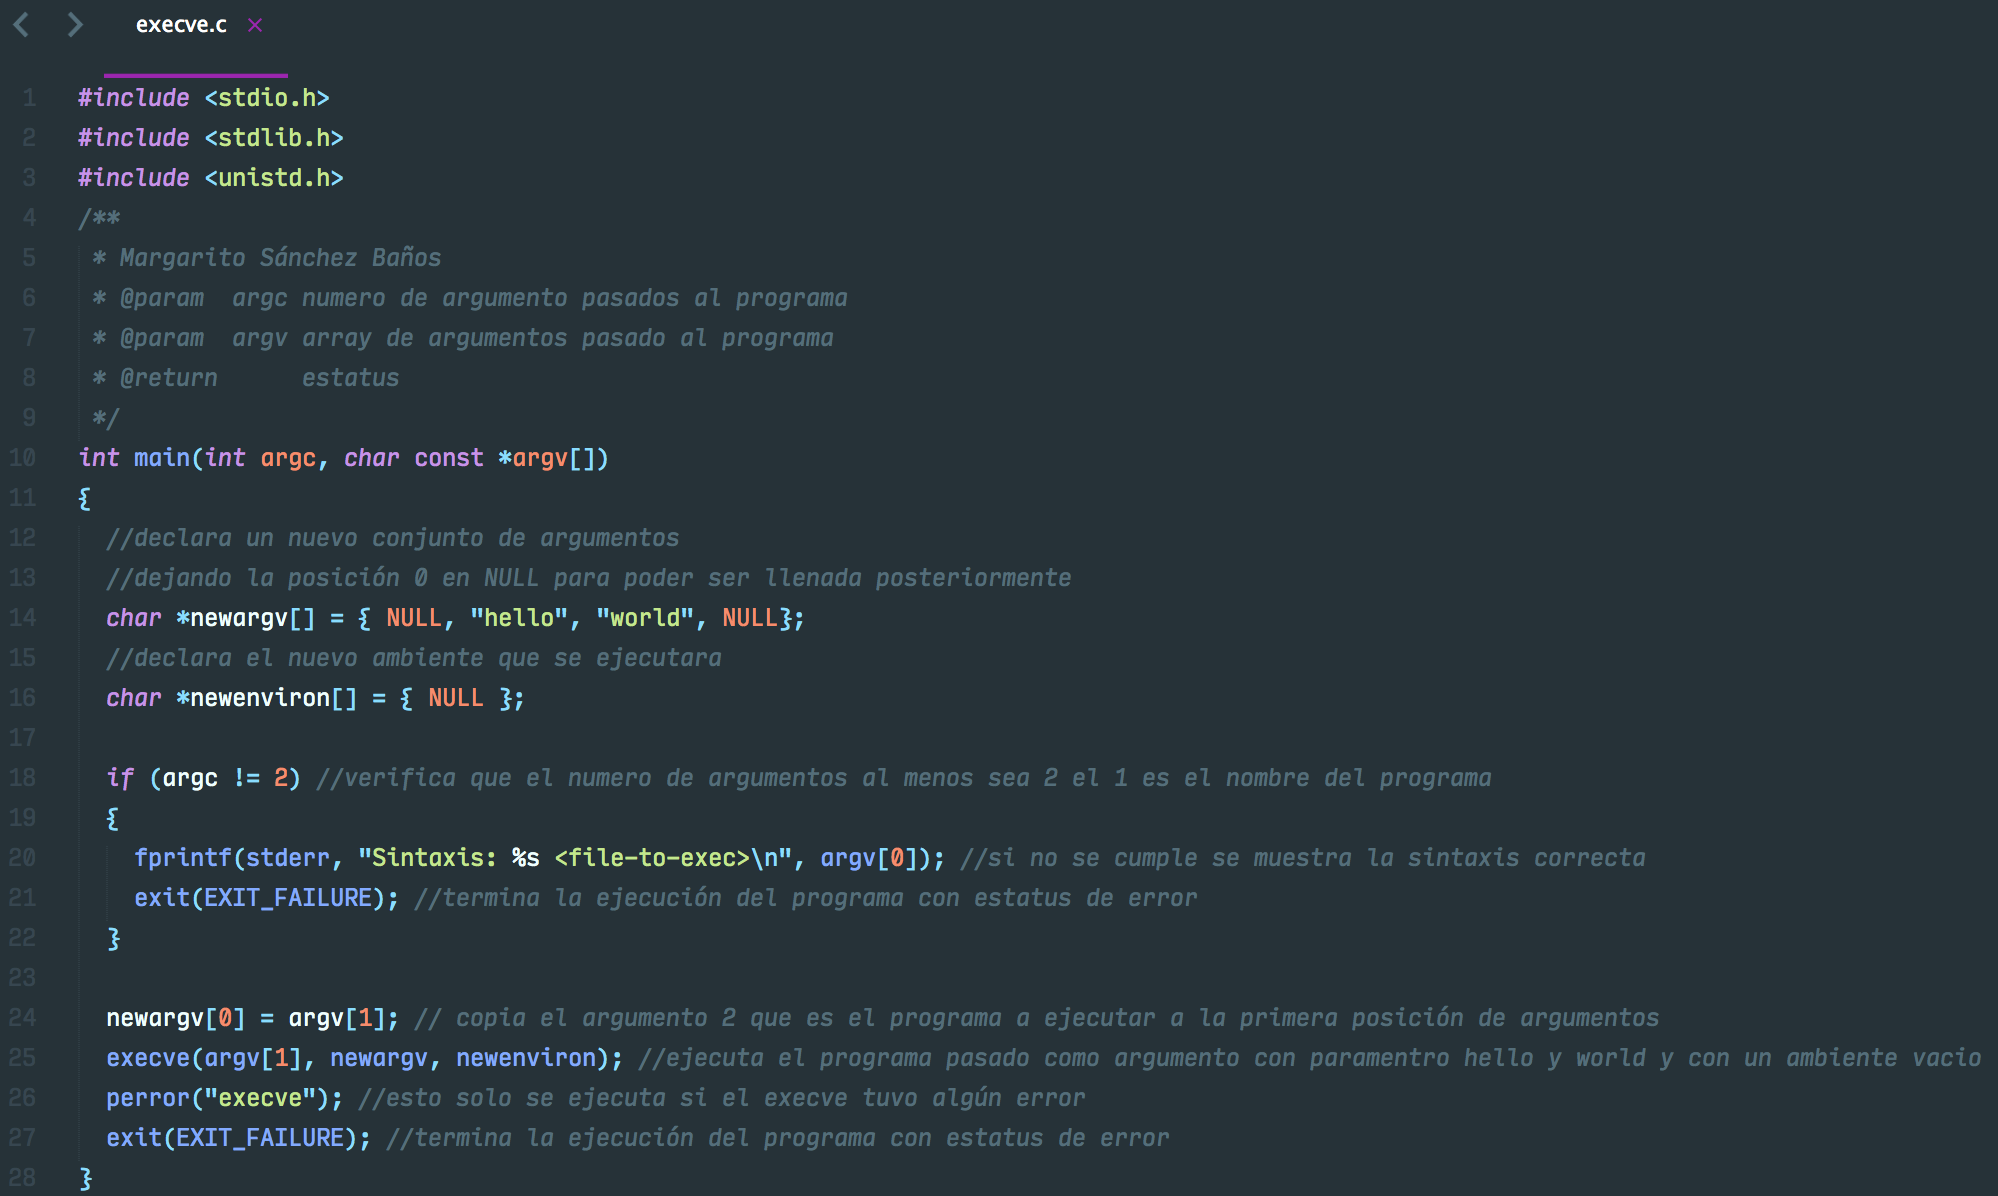 execve.c ×
1 #include <stdio.h>
2 #include <stdlib.h>
3 #include <unistd.h>
4 /**
5  * Margarito Sánchez Baños
6  * @param  argc numero de argumento pasados al programa
7  * @param  argv array de argumentos pasado al programa
8  * @return      estatus
9  */
10 int main(int argc, char const *argv[])
11 {
12   //declara un nuevo conjunto de argumentos
13   //dejando la posición 0 en NULL para poder ser llenada posteriormente
14   char *newargv[] = { NULL, "hello", "world", NULL};
15   //declara el nuevo ambiente que se ejecutara
16   char *newenviron[] = { NULL };
17
18   if (argc != 2) //verifica que el numero de argumentos al menos sea 2 el 1 es el nombre del programa
19   {
20     fprintf(stderr, "Sintaxis: %s <file-to-exec>\n", argv[0]); //si no se cumple se muestra la sintaxis correcta
21     exit(EXIT_FAILURE); //termina la ejecución del programa con estatus de error
22   }
23
24   newargv[0] = argv[1]; // copia el argumento 2 que es el programa a ejecutar a la primera posición de argumentos
25   execve(argv[1], newargv, newenviron); //ejecuta el programa pasado como argumento con paramentro hello y world y con un ambiente vacio
26   perror("execve"); //esto solo se ejecuta si el execve tuvo algún error
27   exit(EXIT_FAILURE); //termina la ejecución del programa con estatus de error
28 }